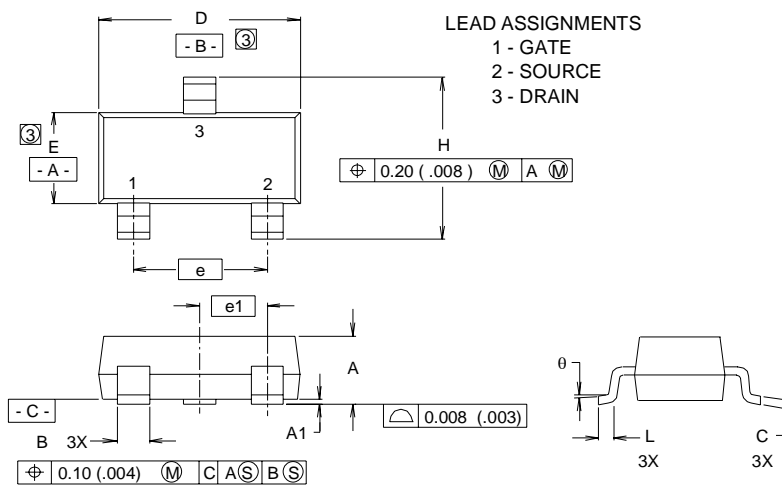 D
- B -
3
LEAD ASSIGNMENTS
1 - GATE
2 - SOURCE
3 - DRAIN
3
3
E
- A -
H
⌖ 0.20 ( .008 ) Ⓜ A Ⓜ
1
2
e
e1
θ
A
- C -
A1
⌓ 0.008 (.003)
B 3X
L
3X
C
3X
⌖ 0.10 (.004) Ⓜ C A Ⓢ B Ⓢ